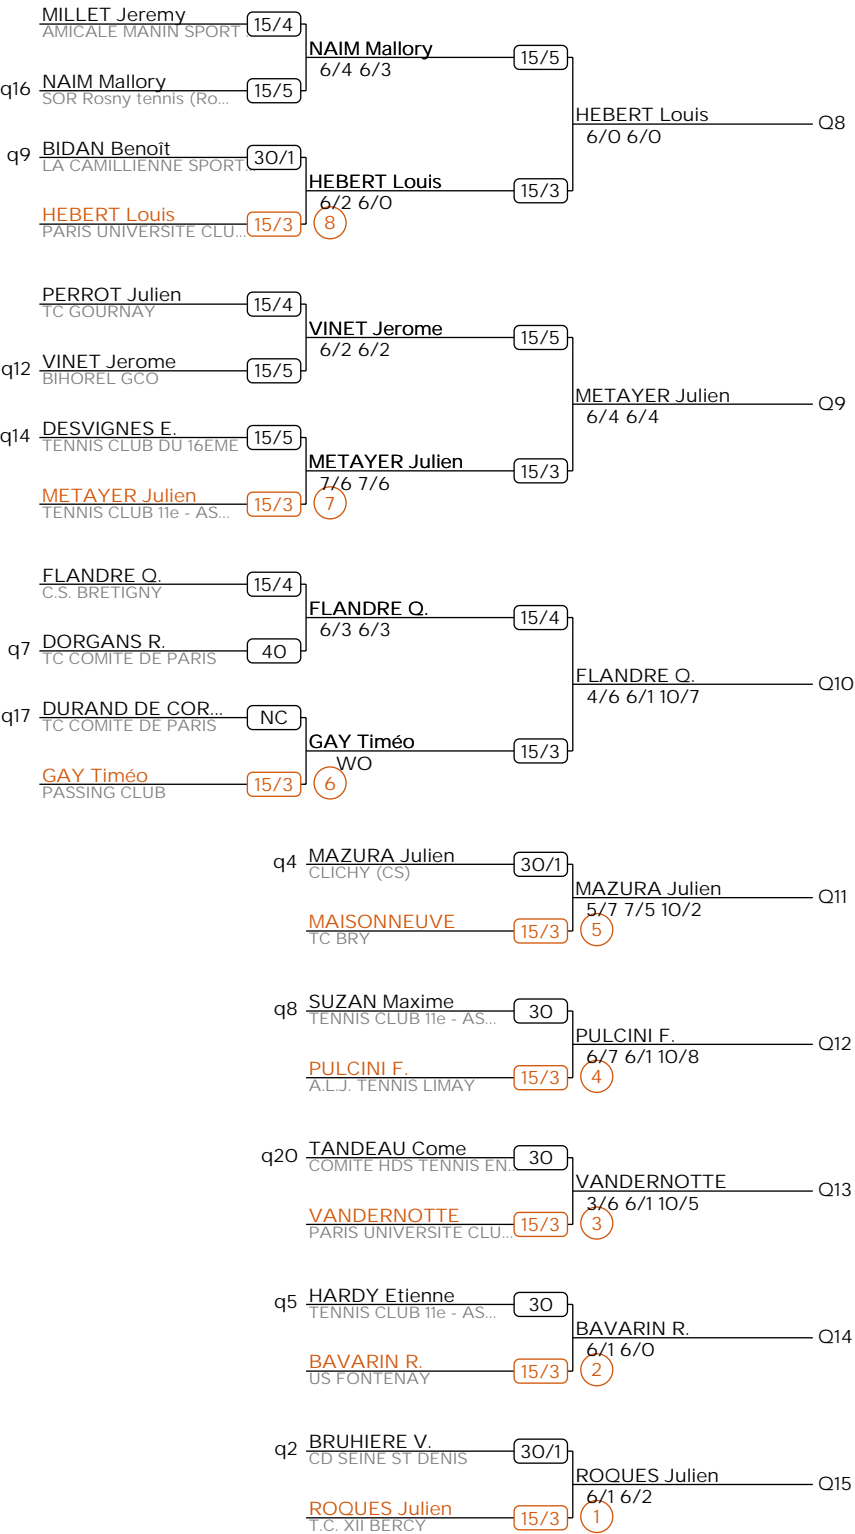 MILLET Jeremy
AMICALE MANIN SPORT
15/4
NAIM Mallory
6/4 6/3
15/5
q16 NAIM Mallory
SOR Rosny tennis (Ro...
15/5
HEBERT Louis
6/0 6/0
Q8
q9 BIDAN Benoît
LA CAMILLIENNE SPORT...
30/1
HEBERT Louis
6/2 6/0
15/3
HEBERT Louis
PARIS UNIVERSITE CLU...
15/3
8
PERROT Julien
TC GOURNAY
15/4
VINET Jerome
6/2 6/2
15/5
q12 VINET Jerome
BIHOREL GCO
15/5
METAYER Julien
6/4 6/4
Q9
q14 DESVIGNES E.
TENNIS CLUB DU 16EME
15/5
METAYER Julien
7/6 7/6
15/3
METAYER Julien
TENNIS CLUB 11e - AS...
15/3
7
FLANDRE Q.
C.S. BRETIGNY
15/4
FLANDRE Q.
6/3 6/3
15/4
q7 DORGANS R.
TC COMITE DE PARIS
40
FLANDRE Q.
4/6 6/1 10/7
Q10
q17 DURAND DE COR...
TC COMITE DE PARIS
NC
GAY Timéo
WO
15/3
GAY Timéo
PASSING CLUB
15/3
6
q4 MAZURA Julien
CLICHY (CS)
30/1
MAZURA Julien
5/7 7/5 10/2
Q11
MAISONNEUVE
TC BRY
15/3
5
q8 SUZAN Maxime
TENNIS CLUB 11e - AS...
30
PULCINI F.
6/7 6/1 10/8
Q12
PULCINI F.
A.L.J. TENNIS LIMAY
15/3
4
q20 TANDEAU Come
COMITE HDS TENNIS EN...
30
VANDERNOTTE
3/6 6/1 10/5
Q13
VANDERNOTTE
PARIS UNIVERSITE CLU...
15/3
3
q5 HARDY Etienne
TENNIS CLUB 11e - AS...
30
BAVARIN R.
6/1 6/0
Q14
BAVARIN R.
US FONTENAY
15/3
2
q2 BRUHIERE V.
CD SEINE ST DENIS
30/1
ROQUES Julien
6/1 6/2
Q15
ROQUES Julien
T.C. XII BERCY
15/3
1